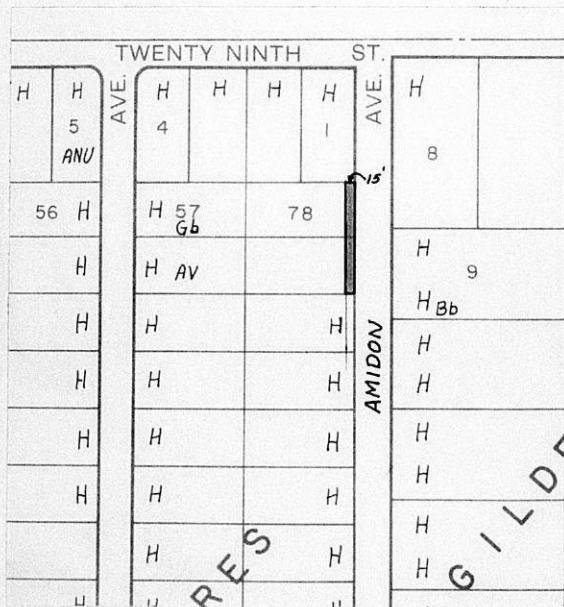 TWENTY NINTH ST.
H H AVE. H H H H AVE. H
5 4 1 8
ANU
15'
56 H H 57 78
Gb
H 9
H H AV
H Bb
H H H
AMIDON
H
H H H H
H
H H H
H
H H H
H
H H
H
H H
RES
GILD